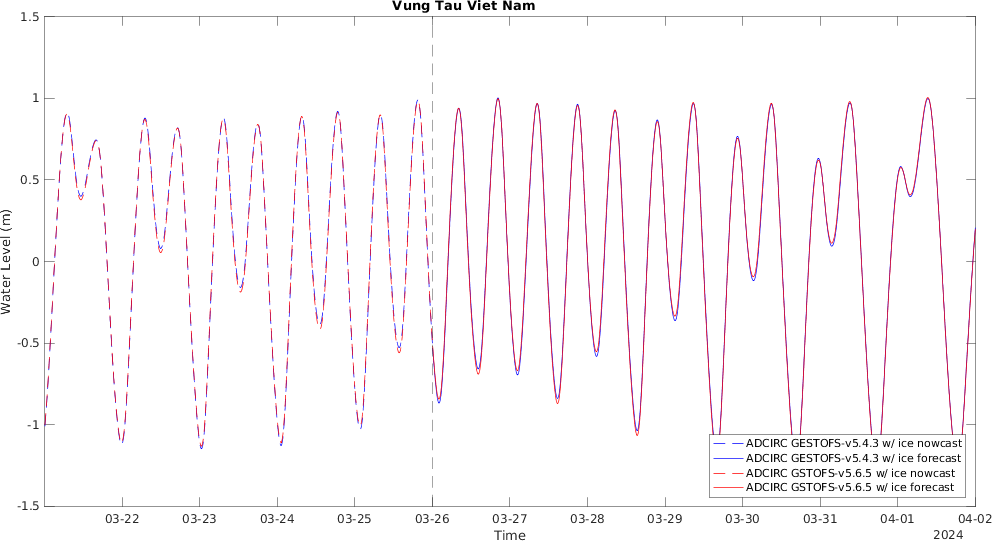 Vung Tau Viet Nam
1.5
1
0.5
0
-0.5
-1
-1.5
Water Level (m)
03-22 03-23 03-24 03-25 03-26 03-27 03-28 03-29 03-30 03-31 04-01 04-02
Time
2024
ADCIRC GESTOFS-v5.4.3 w/ ice nowcast
ADCIRC GESTOFS-v5.4.3 w/ ice forecast
ADCIRC GSTOFS-v5.6.5 w/ ice nowcast
ADCIRC GSTOFS-v5.6.5 w/ ice forecast